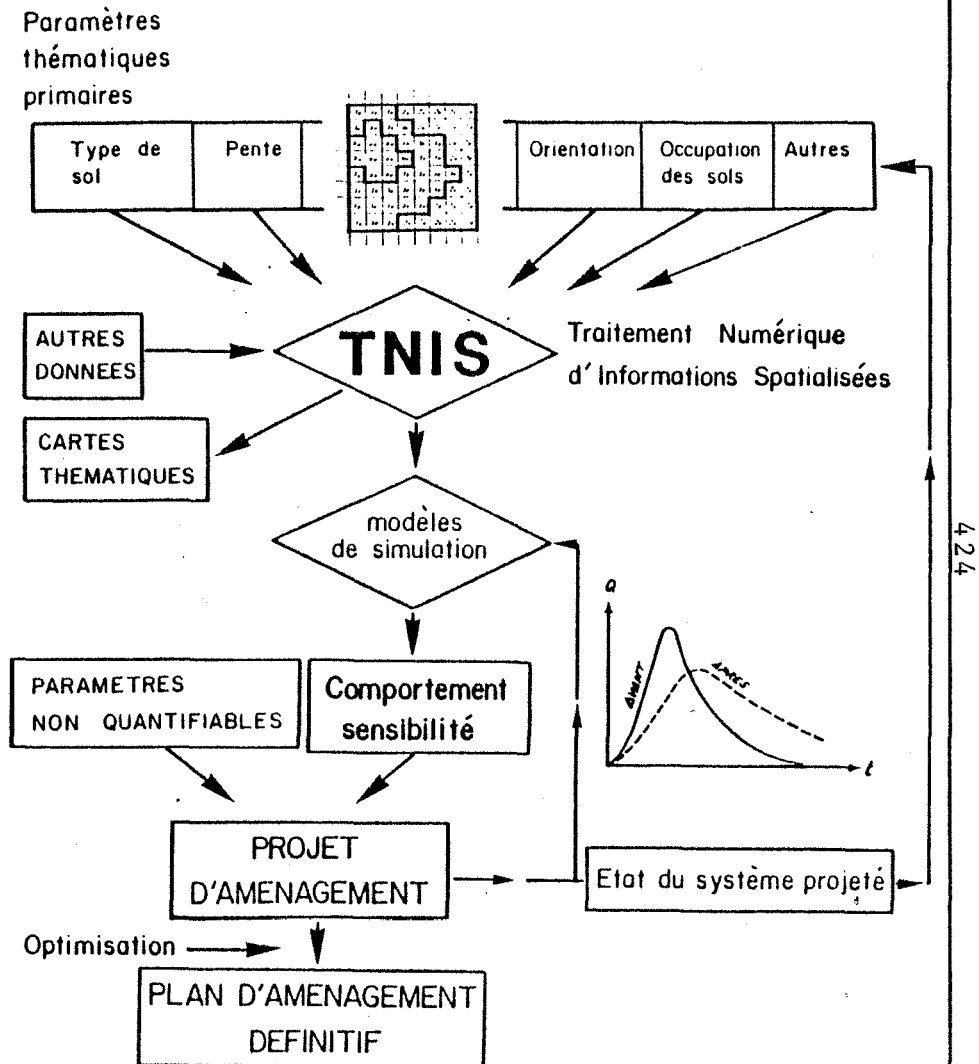 Paramètres
thématiques
primaires
Type de
sol
Pente
Orientation
Occupation
des sols
Autres
AUTRES
DONNEES
TNIS
Traitement Numérique
d'Informations Spatialisées
CARTES
THEMATIQUES
modèles
de simulation
424
Q
AVANT
APRES
t
PARAMETRES
NON QUANTIFIABLES
Comportement
sensibilité
PROJET
D'AMENAGEMENT
Etat du système projeté
Optimisation
PLAN D'AMENAGEMENT
DEFINITIF